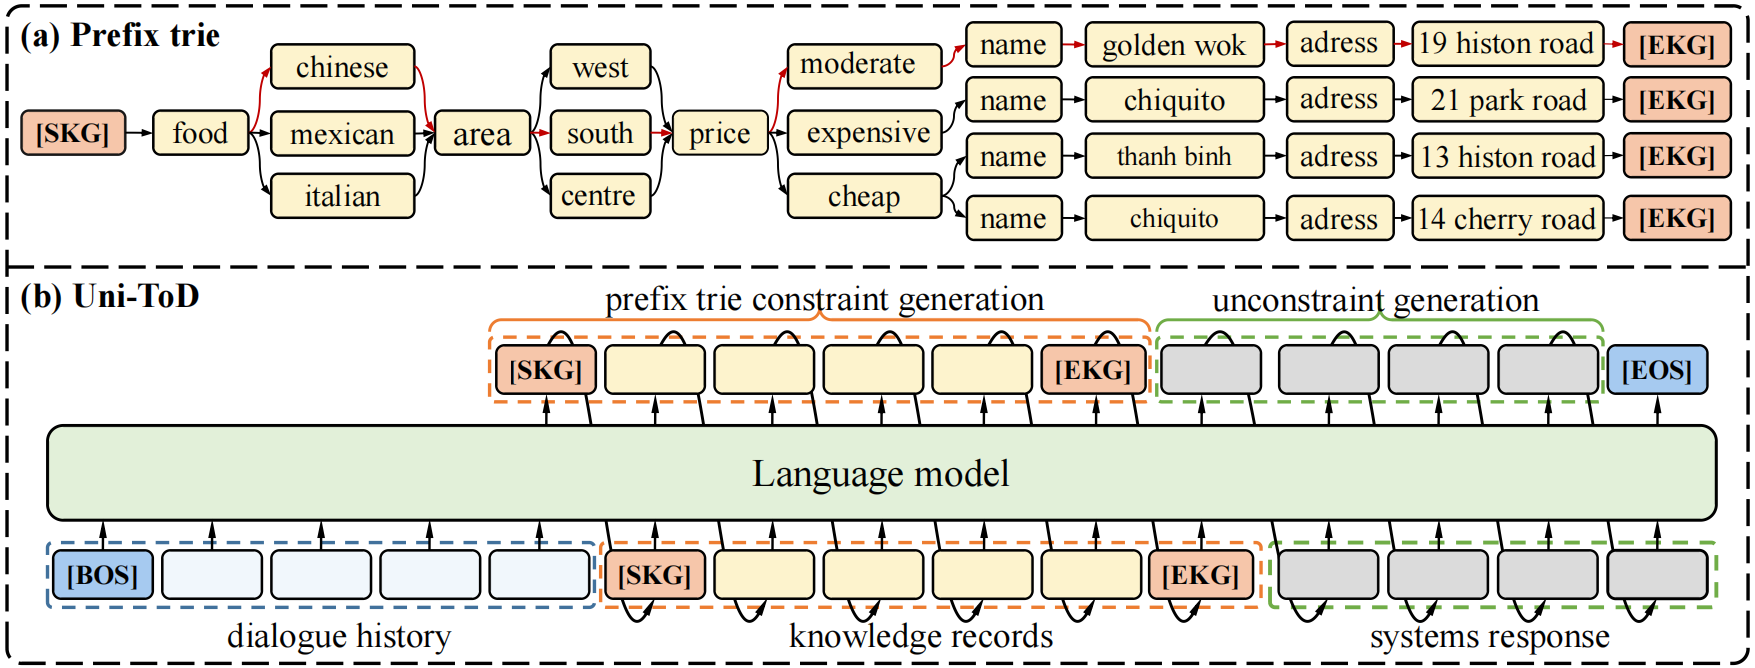 (a) Prefix trie
[SKG] food chinese mexican italian area west south centre price moderate expensive cheap
name golden wok adress 19 histon road [EKG]
name chiquito adress 21 park road [EKG]
name thanh binh adress 13 histon road [EKG]
name chiquito adress 14 cherry road [EKG]
(b) Uni-ToD
prefix trie constraint generation unconstraint generation
[SKG] [EKG] [EOS]
Language model
[BOS] [SKG] [EKG]
dialogue history knowledge records systems response